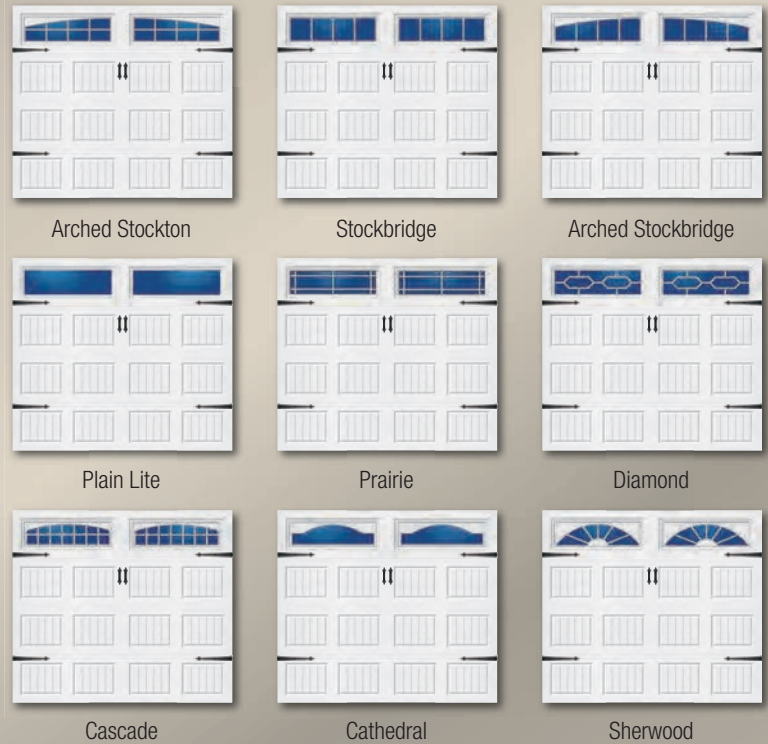 Arched Stockton
Stockbridge
Arched Stockbridge
Plain Lite
Prairie
Diamond
Cascade
Cathedral
Sherwood